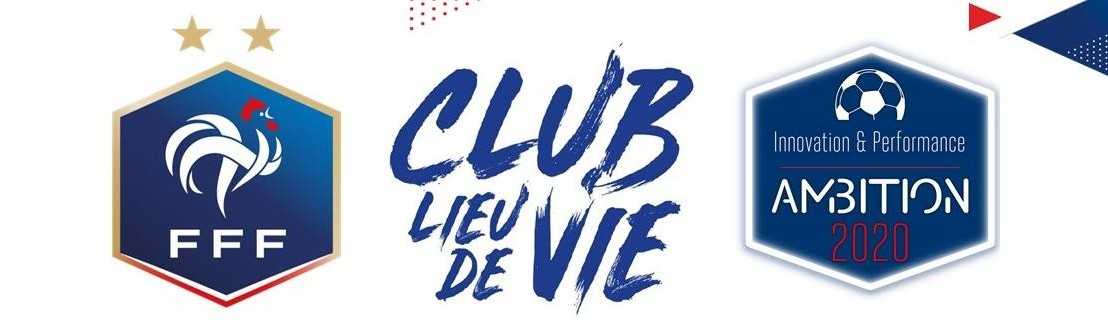 FFF
CLUB
LIEU
DE
VIE
Innovation & Performance
AMBITION
2020